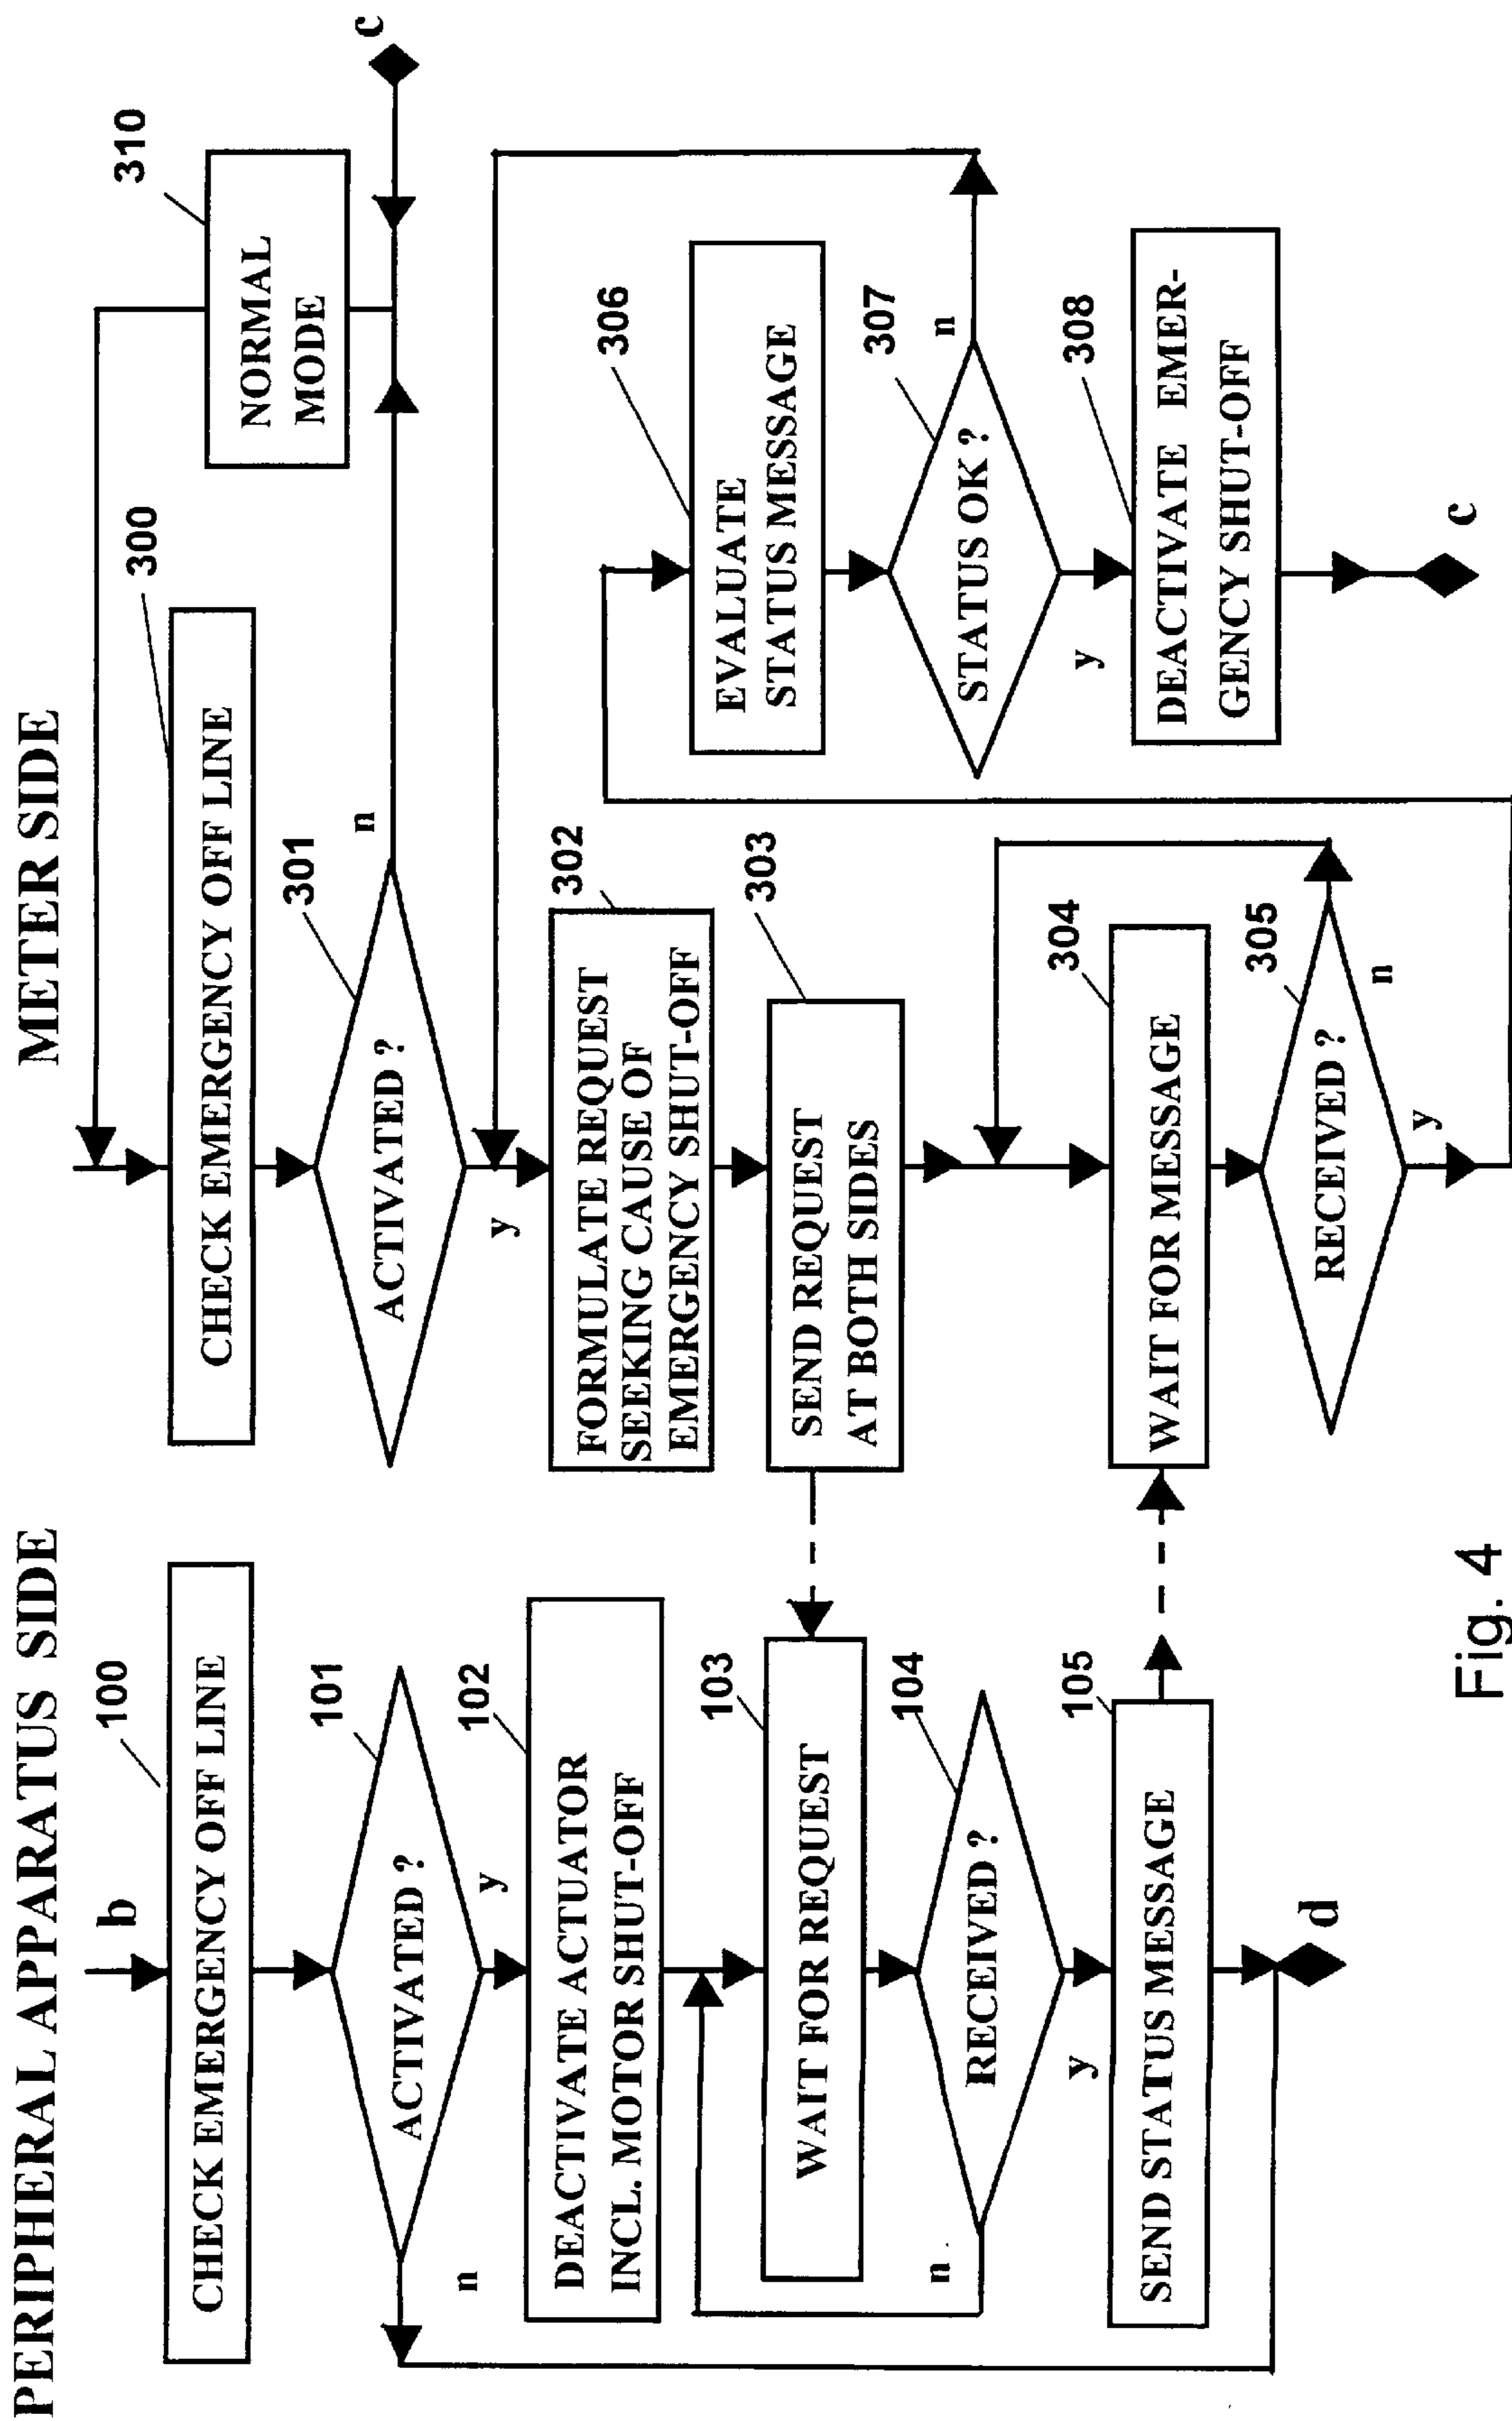 PERIPHERAL APPARATUS SIDE
b
100
CHECK EMERGENCY OFF LINE
101
ACTIVATED ?
n
y
102
DEACTIVATE ACTUATOR
INCL. MOTOR SHUT-OFF
103
WAIT FOR REQUEST
104
RECEIVED ?
n
y
105
SEND STATUS MESSAGE
d
METER SIDE
300
CHECK EMERGENCY OFF LINE
310
NORMAL
MODE
c
301
ACTIVATED ?
n
y
302
FORMULATE REQUEST
SEEKING CAUSE OF
EMERGENCY SHUT-OFF
303
SEND REQUEST
AT BOTH SIDES
304
WAIT FOR MESSAGE
305
RECEIVED ?
n
y
306
EVALUATE
STATUS MESSAGE
307
STATUS OK ?
n
y
308
DEACTIVATE EMER-
GENCY SHUT-OFF
c
Fig. 4